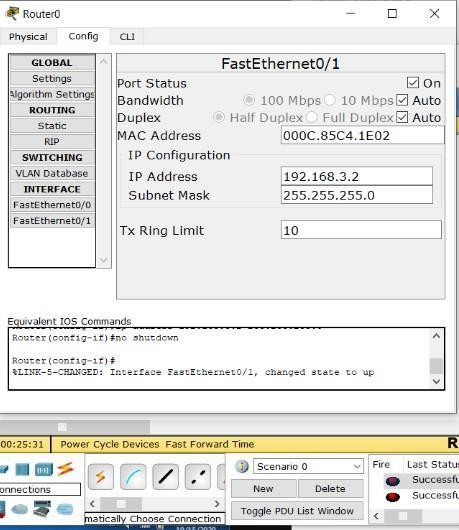 Router0
Physical Config CLI
GLOBAL
Settings
Algorithm Settings
ROUTING
Static
RIP
SWITCHING
VLAN Database
INTERFACE
FastEthernet0/0
FastEthernet0/1
FastEthernet0/1
Port Status On
Bandwidth 100 Mbps 10 Mbps Auto
Duplex Half Duplex Full Duplex Auto
MAC Address 000C.85C4.1E02
IP Configuration
IP Address 192.168.3.2
Subnet Mask 255.255.255.0
Tx Ring Limit 10
Equivalent IOS Commands
Router(config-if)#no shutdown
Router(config-if)#
%LINK-5-CHANGED: Interface FastEthernet0/1, changed state to up
00:25:31 Power Cycle Devices Fast Forward Time R
Scenario 0
Fire Last Statu
onnections
New Delete
Successfu
Successfu
Toggle PDU List Window
matically Choose Connection